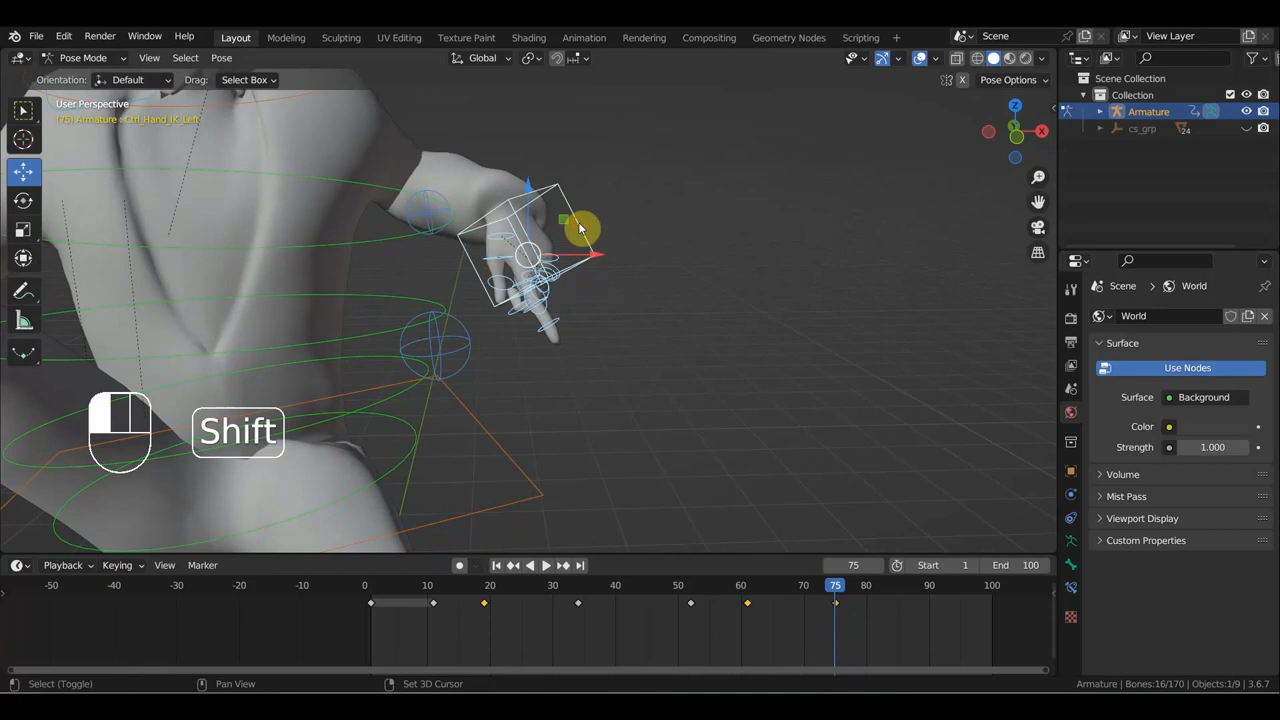 File Edit Render Window Help Layout Modeling Sculpting UV Editing Texture Paint Shading Animation Rendering Compositing Geometry Nodes Scripting + Scene View Layer
Pose Mode View Select Pose Global
Orientation: Default Drag: Select Box X Pose Options
User Perspective
(75) Armature : Ctrl_Hand_IK_Left
Z
X
Scene Collection
Collection
Armature
cs_grp 24
Scene World
World
Surface
Use Nodes
Surface Background
Color
Strength 1.000
Volume
Mist Pass
Viewport Display
Custom Properties
Shift
Playback Keying View Marker 75 Start 1 End 100
-50 -40 -30 -20 -10 0 10 20 30 40 50 60 70 75 80 90 100
Select (Toggle) Pan View Set 3D Cursor Armature | Bones:16/170 | Objects:1/9 | 3.6.7